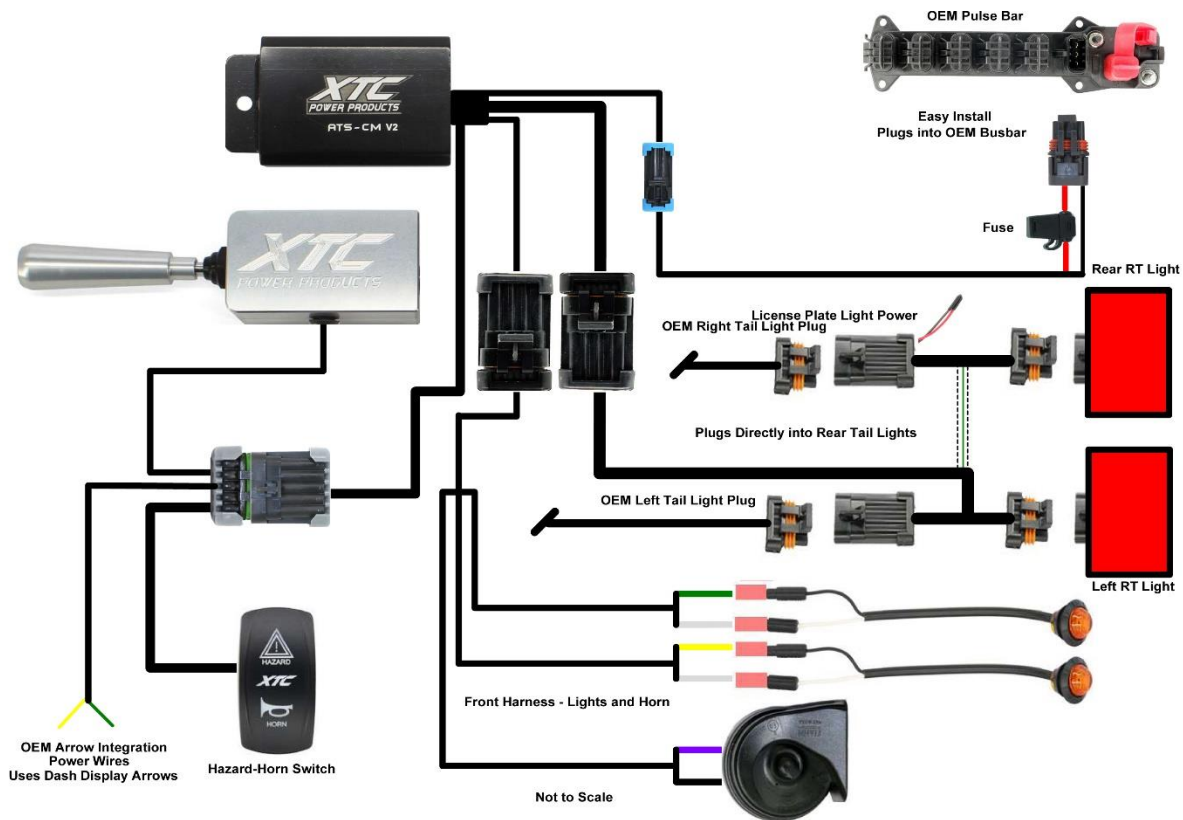 OEM Pulse Bar
XTC
POWER PRODUCTS
ATS-CM V2
Easy Install
Plugs into OEM Busbar
Fuse
XTC
POWER PRODUCTS
Rear RT Light
License Plate Light Power
OEM Right Tail Light Plug
Plugs Directly into Rear Tail Lights
OEM Left Tail Light Plug
Left RT Light
HAZARD
XTC
HORN
Front Harness - Lights and Horn
OEM Arrow Integration
Power Wires
Uses Dash Display Arrows
Hazard-Horn Switch
Not to Scale